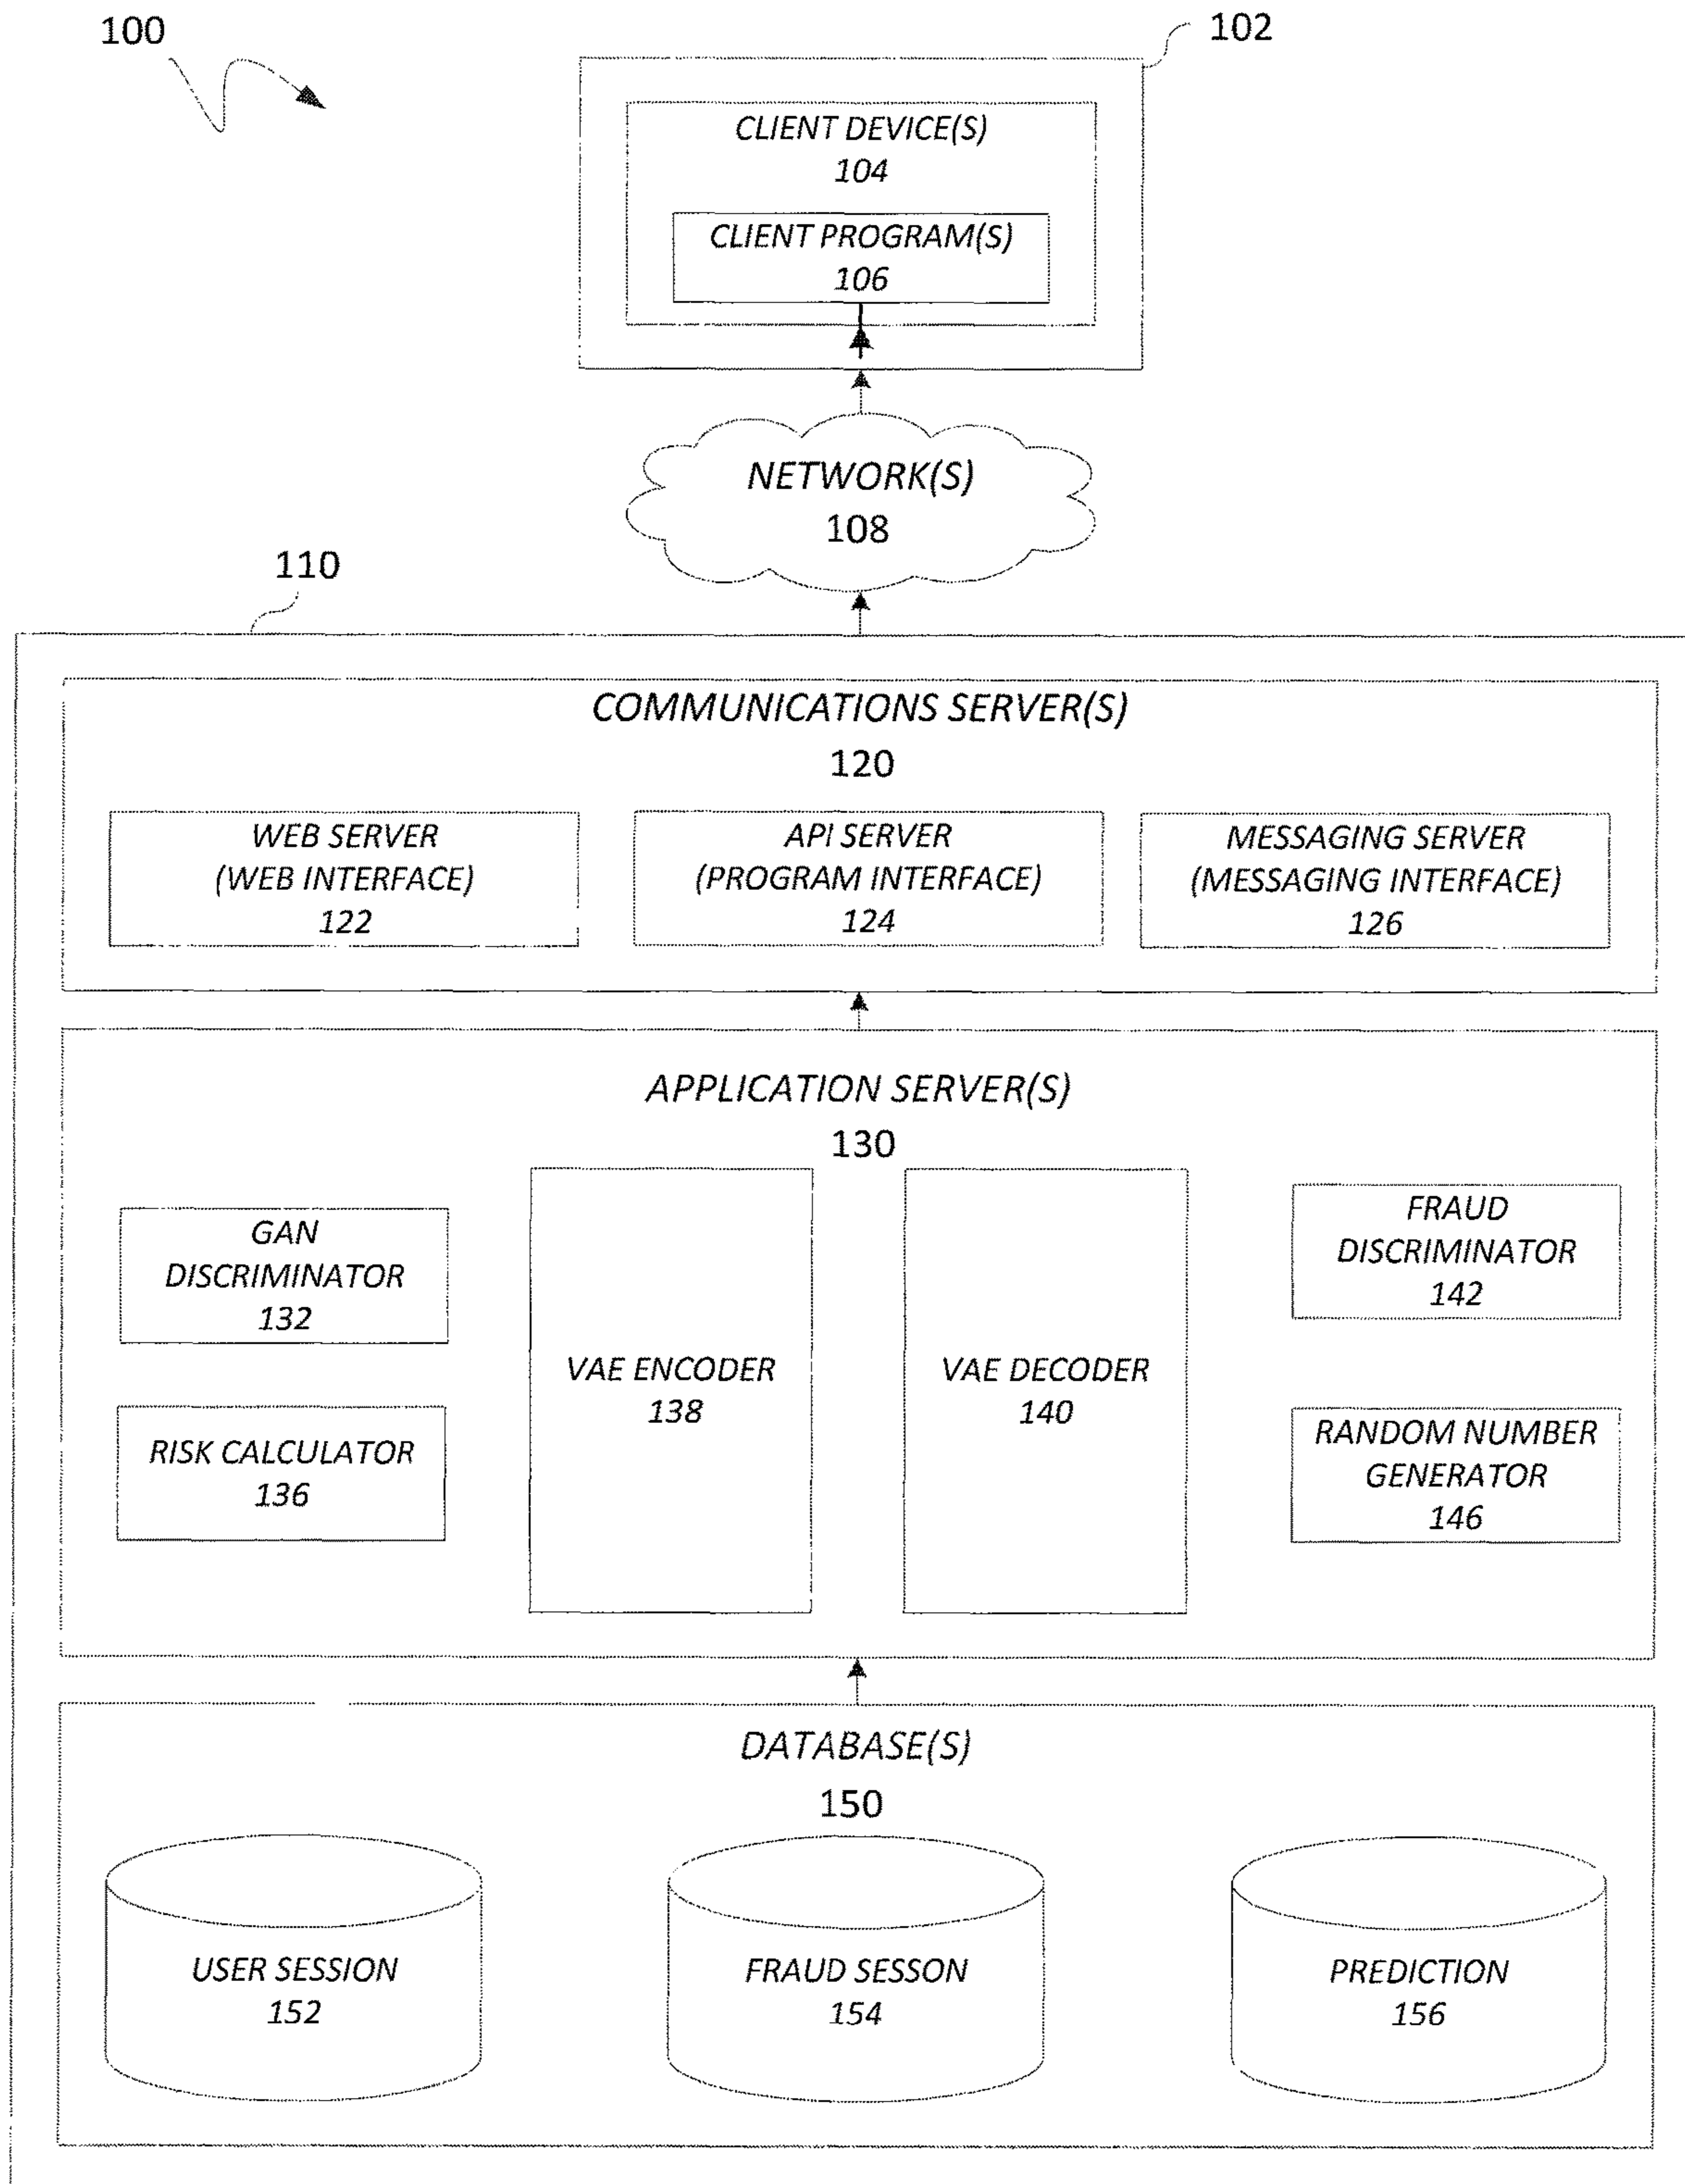 100
102
CLIENT DEVICE(S)
104
CLIENT PROGRAM(S)
106
NETWORK(S)
108
110
COMMUNICATIONS SERVER(S)
120
WEB SERVER
(WEB INTERFACE)
122
API SERVER
(PROGRAM INTERFACE)
124
MESSAGING SERVER
(MESSAGING INTERFACE)
126
APPLICATION SERVER(S)
130
GAN
DISCRIMINATOR
132
RISK CALCULATOR
136
VAE ENCODER
138
VAE DECODER
140
FRAUD
DISCRIMINATOR
142
RANDOM NUMBER
GENERATOR
146
DATABASE(S)
150
USER SESSION
152
FRAUD SESSON
154
PREDICTION
156